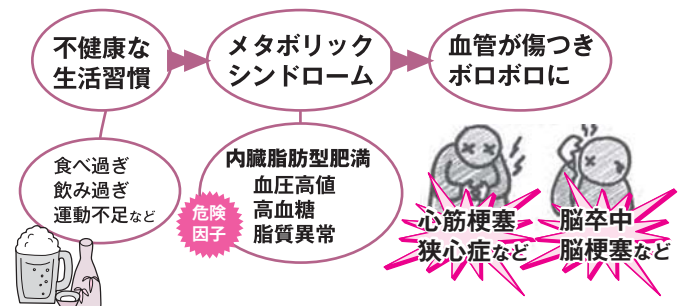 不健康な
生活習慣
メタボリック
シンドローム
血管が傷つき
ボロボロに
食べ過ぎ
飲み過ぎ
運動不足など
内臓脂肪型肥満
血圧高値
高血糖
脂質異常
危険
因子
心筋梗塞
狭心症など
脳卒中
脳梗塞など